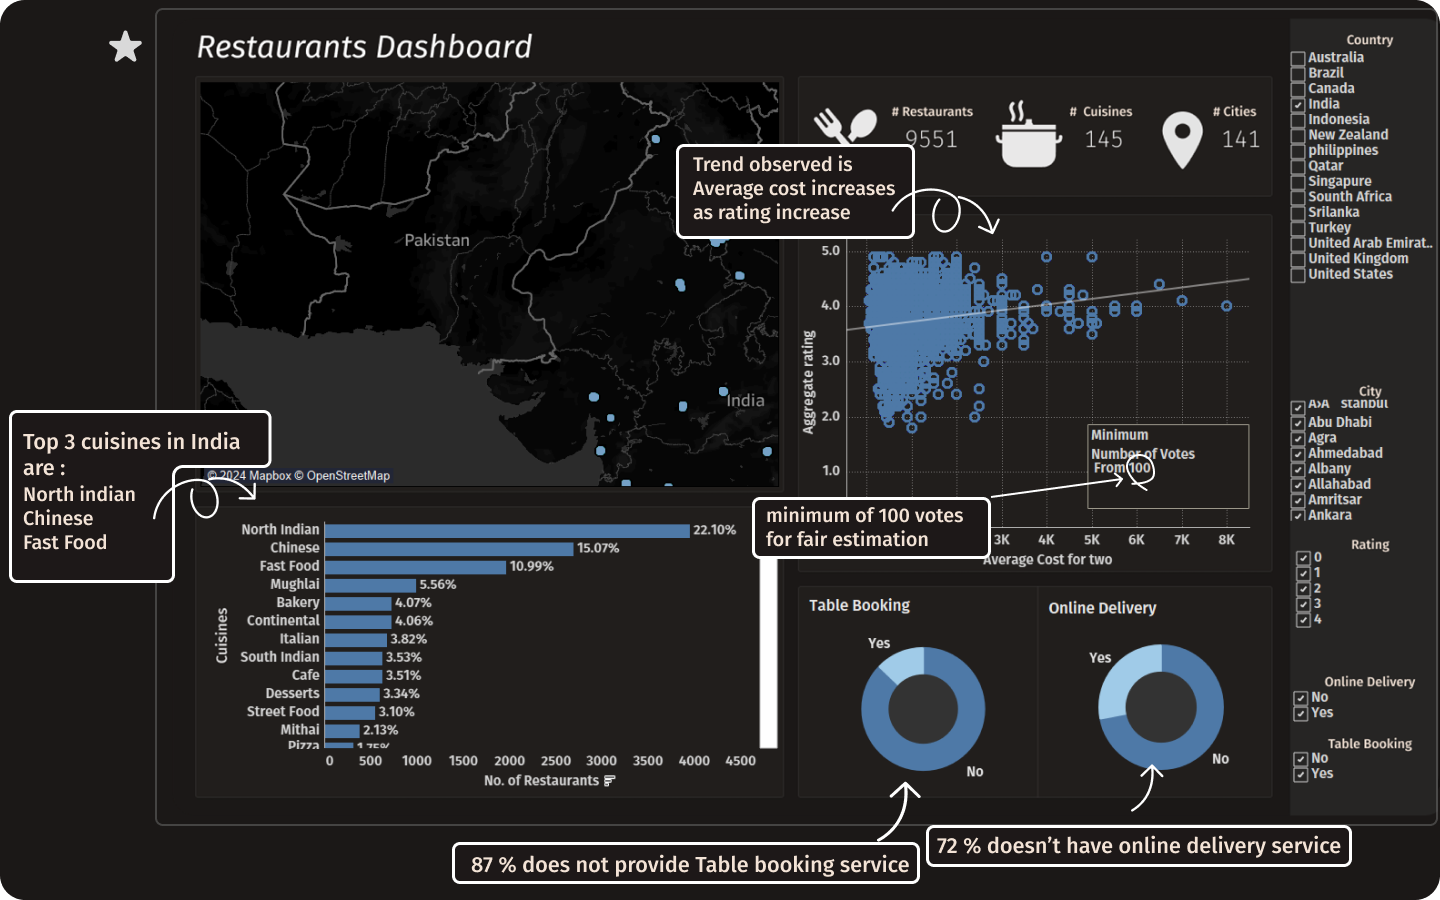 Restaurants Dashboard
Pakistan
India
© 2024 Mapbox © OpenStreetMap
# Restaurants
9551
# Cuisines
145
# Cities
141
Trend observed is
Average cost increases
as rating increase
Aggregate rating
5.0
4.0
3.0
2.0
1.0
Minimum
Number of Votes
From 100
minimum of 100 votes
for fair estimation
3K 4K 5K 6K 7K 8K
Average Cost for two
Top 3 cuisines in India
are :
North indian
Chinese
Fast Food
Cuisines
North Indian 22.10%
Chinese 15.07%
Fast Food 10.99%
Mughlai 5.56%
Bakery 4.07%
Continental 4.06%
Italian 3.82%
South Indian 3.53%
Cafe 3.51%
Desserts 3.34%
Street Food 3.10%
Mithai 2.13%
Pizza 1.75%
0 500 1000 1500 2000 2500 3000 3500 4000 4500
No. of Restaurants
Table Booking
Yes
No
Online Delivery
Yes
No
87 % does not provide Table booking service
72 % doesn’t have online delivery service
Country
Australia
Brazil
Canada
India
Indonesia
New Zealand
philippines
Qatar
Singapure
Sounth Africa
Srilanka
Turkey
United Arab Emirat..
United Kingdom
United States
City
Abu Dhabi
Agra
Ahmedabad
Albany
Allahabad
Amritsar
Ankara
Rating
0
1
2
3
4
Online Delivery
No
Yes
Table Booking
No
Yes